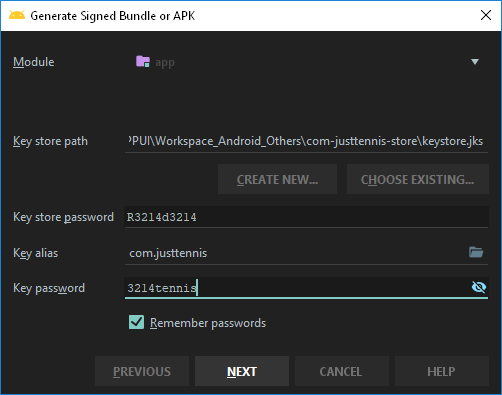 Generate Signed Bundle or APK
Module app
Key store path PPUI\Workspace_Android_Others\com-justtennis-store\keystore.jks
CREATE NEW... CHOOSE EXISTING...
Key store password R3214d3214
Key alias com.justtennis
Key password 3214tennis
Remember passwords
PREVIOUS NEXT CANCEL HELP